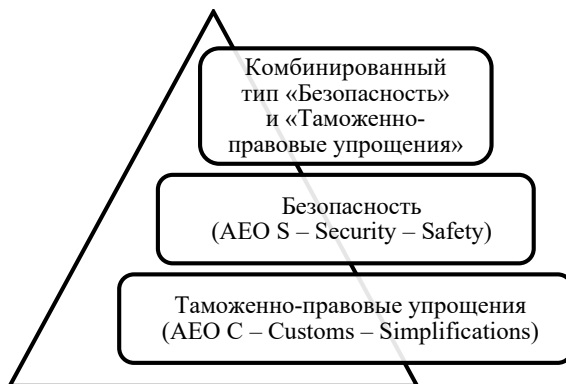 Комбинированный
тип «Безопасность»
и «Таможенно-
правовые упрощения»
Безопасность
(AEO S – Security – Safety)
Таможенно-правовые упрощения
(AEO C – Customs – Simplifications)